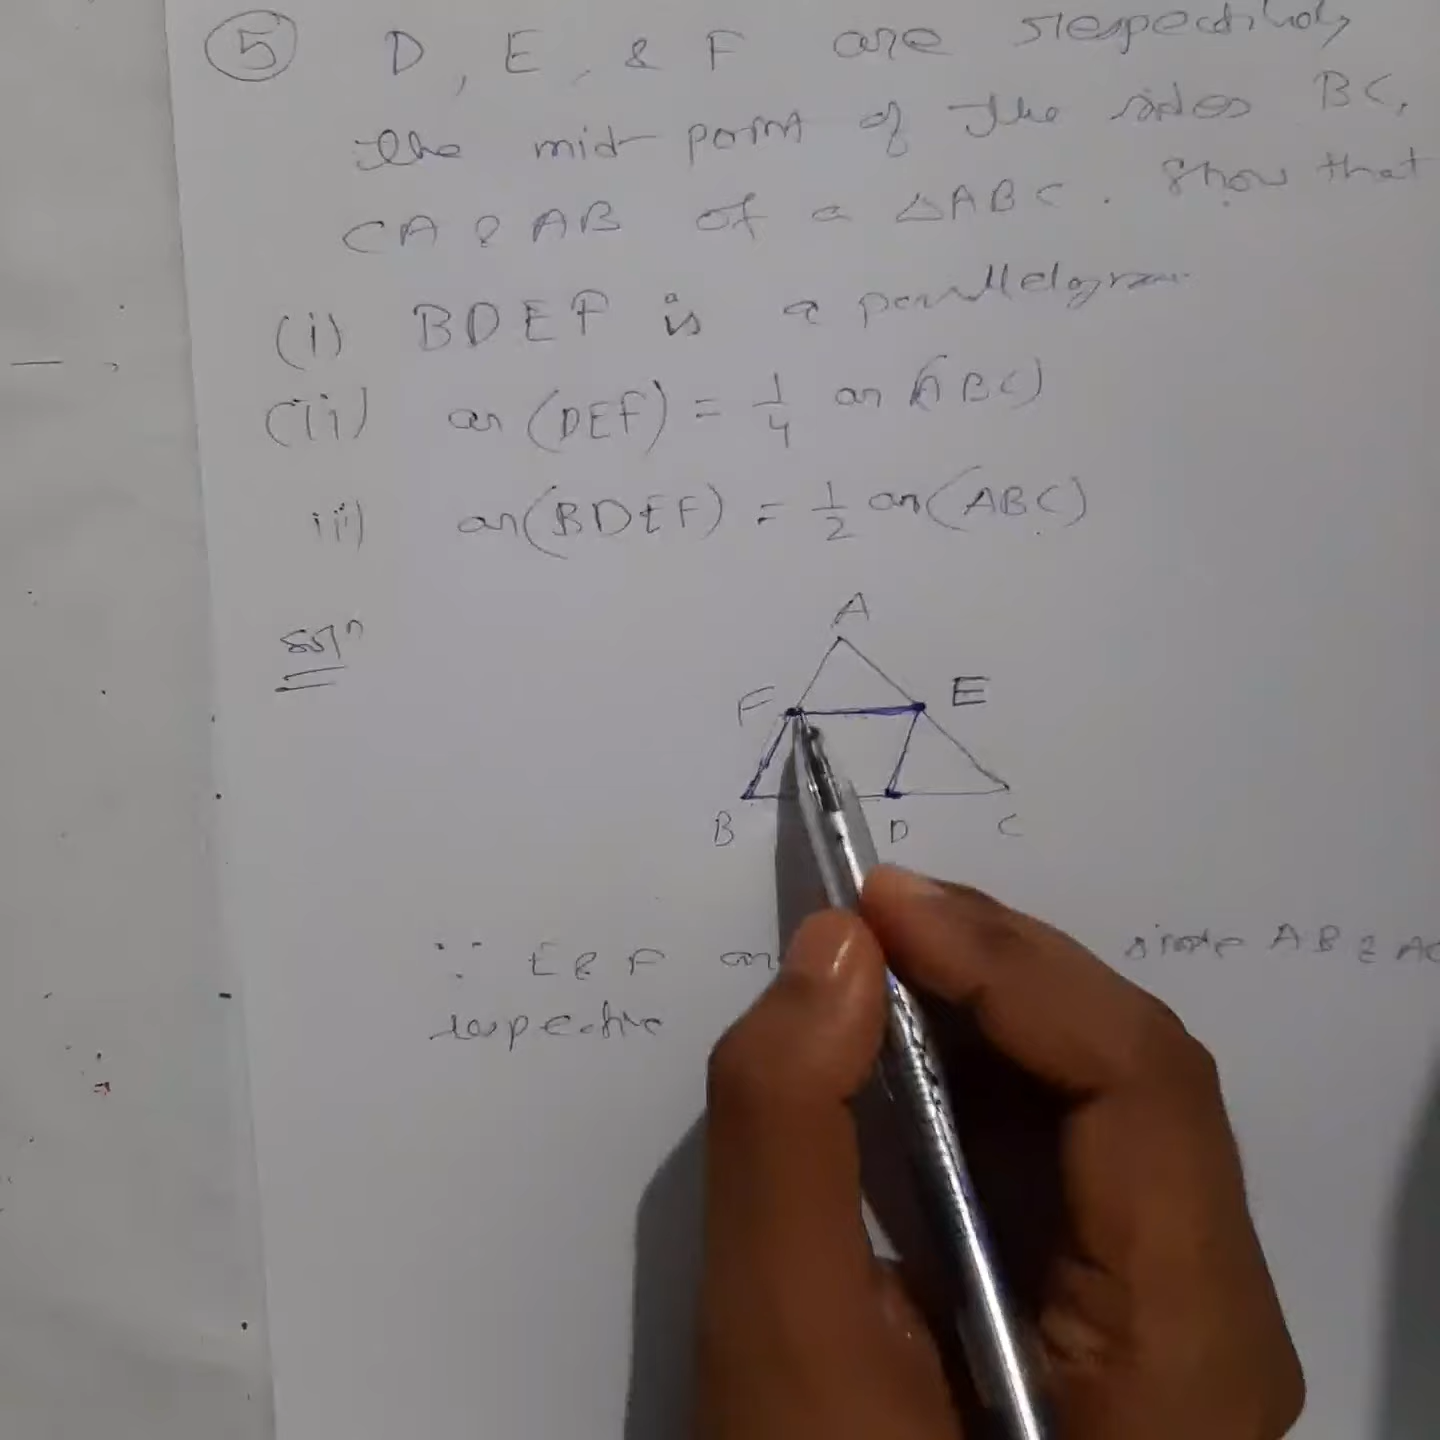 5 D, E, & F are respectively
the mid point of the sides BC,
CA & AB of a △ABC. Show that
(i) BDEF is a parallelogram
(ii) ar (DEF) = 1/4 ar (ABC)
iii) ar(BDEF) = 1/2 ar(ABC)
Solⁿ
A
F E
B D C
∵ E & F side AB & AC
respective